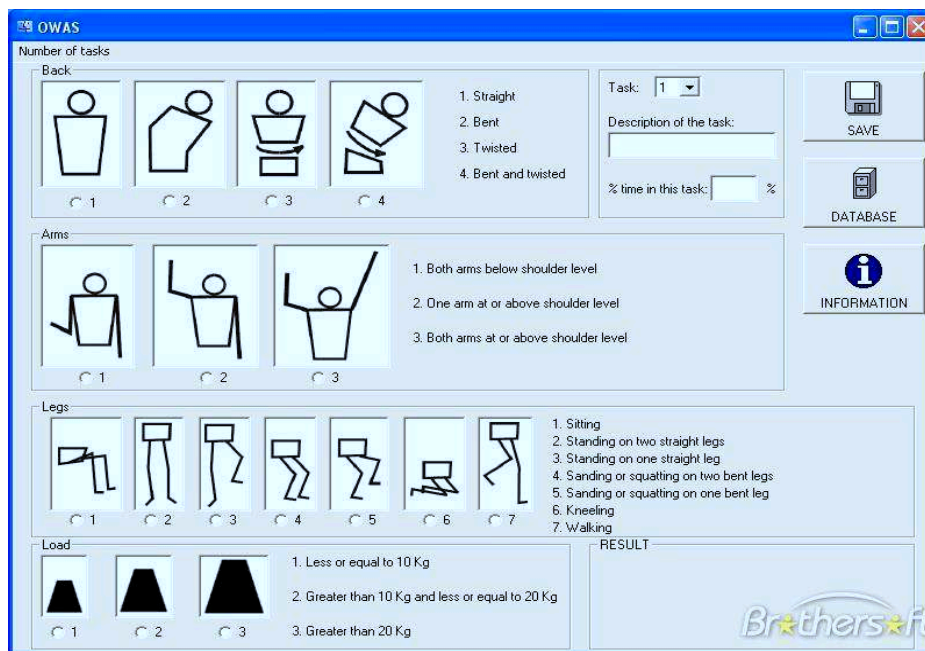 OWAS
Number of tasks
Back
1. Straight
2. Bent
3. Twisted
4. Bent and twisted
1 2 3 4
Task: 1
Description of the task:
% time in this task: %
SAVE
DATABASE
INFORMATION
Arms
1. Both arms below shoulder level
2. One arm at or above shoulder level
3. Both arms at or above shoulder level
1 2 3
Legs
1. Sitting
2. Standing on two straight legs
3. Standing on one straight leg
4. Sanding or squatting on two bent legs
5. Sanding or squatting on one bent leg
6. Kneeling
7. Walking
1 2 3 4 5 6 7
Load
1. Less or equal to 10 Kg
2. Greater than 10 Kg and less or equal to 20 Kg
3. Greater than 20 Kg
1 2 3
RESULT